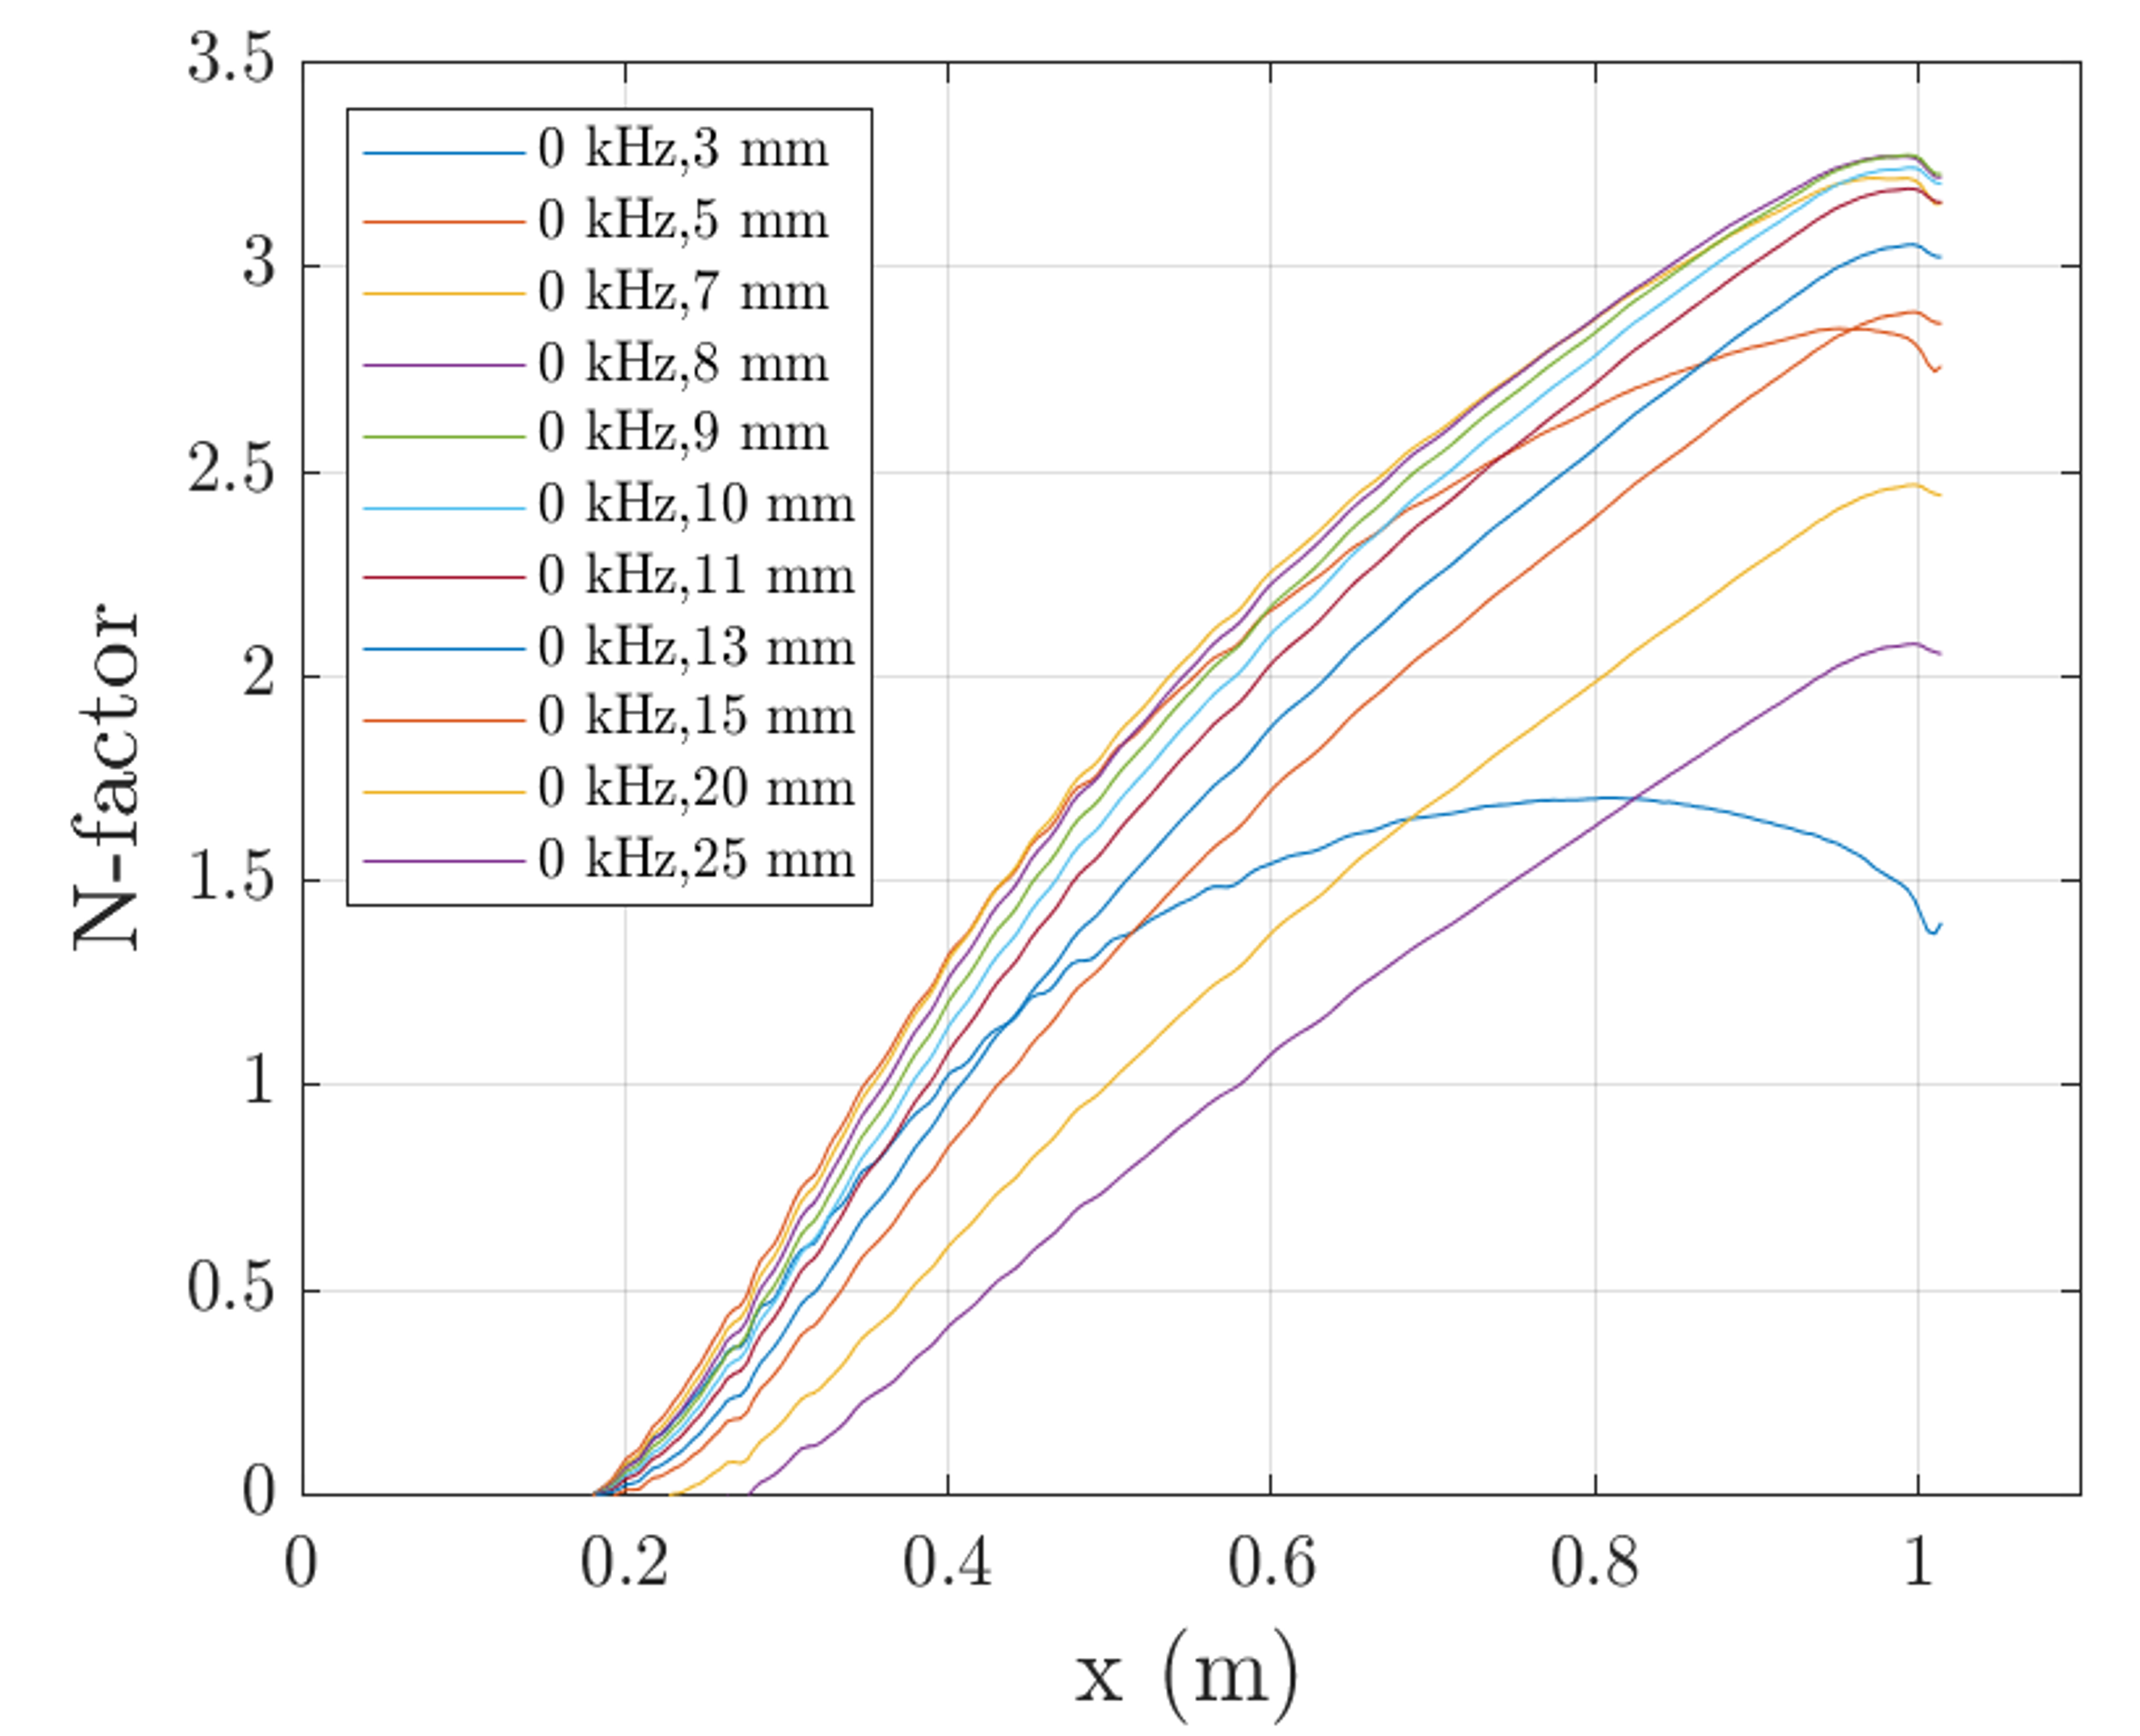 3.5
3
2.5
2
1.5
1
0.5
0
N-factor
0 kHz,3 mm
0 kHz,5 mm
0 kHz,7 mm
0 kHz,8 mm
0 kHz,9 mm
0 kHz,10 mm
0 kHz,11 mm
0 kHz,13 mm
0 kHz,15 mm
0 kHz,20 mm
0 kHz,25 mm
0 0.2 0.4 0.6 0.8 1
x (m)